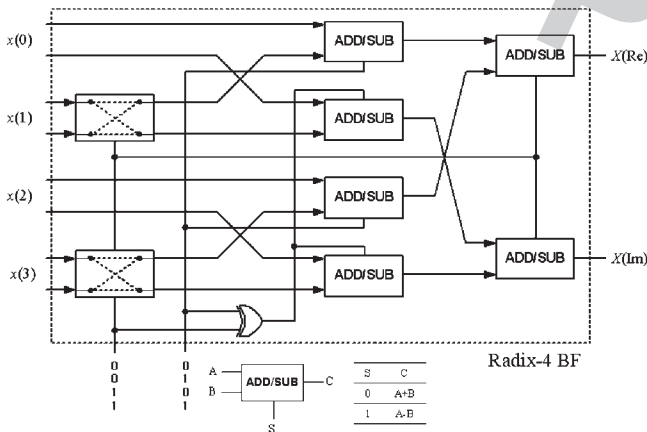 x(0)
x(1)
x(2)
x(3)
ADD/SUB
ADD/SUB
ADD/SUB
ADD/SUB
ADD/SUB
ADD/SUB
X(Re)
X(Im)
Radix-4 BF
0 0
0 1
1 0
1 1
A
B
ADD/SUB
C
S
S C
0 A+B
1 A-B